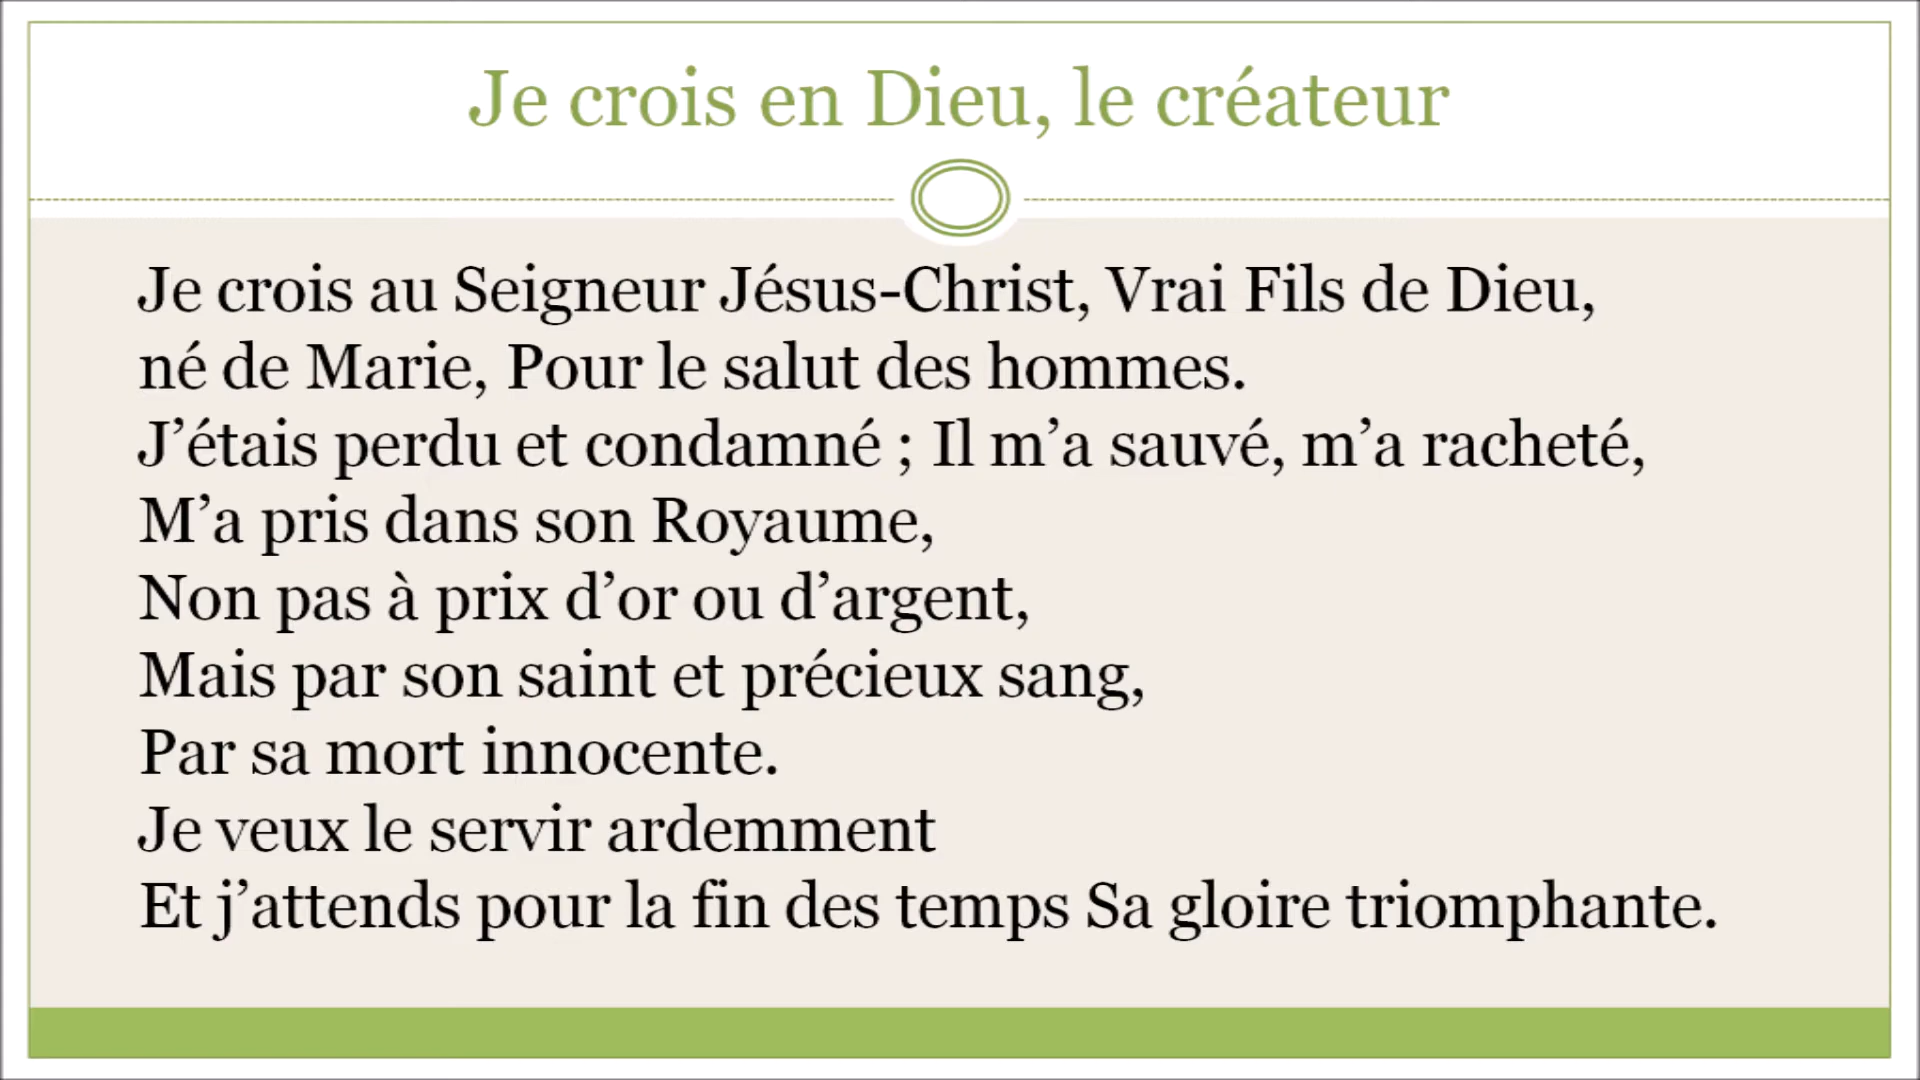 Je crois en Dieu, le créateur
Je crois au Seigneur Jésus-Christ, Vrai Fils de Dieu,
né de Marie, Pour le salut des hommes.
J’étais perdu et condamné ; Il m’a sauvé, m’a racheté,
M’a pris dans son Royaume,
Non pas à prix d’or ou d’argent,
Mais par son saint et précieux sang,
Par sa mort innocente.
Je veux le servir ardemment
Et j’attends pour la fin des temps Sa gloire triomphante.